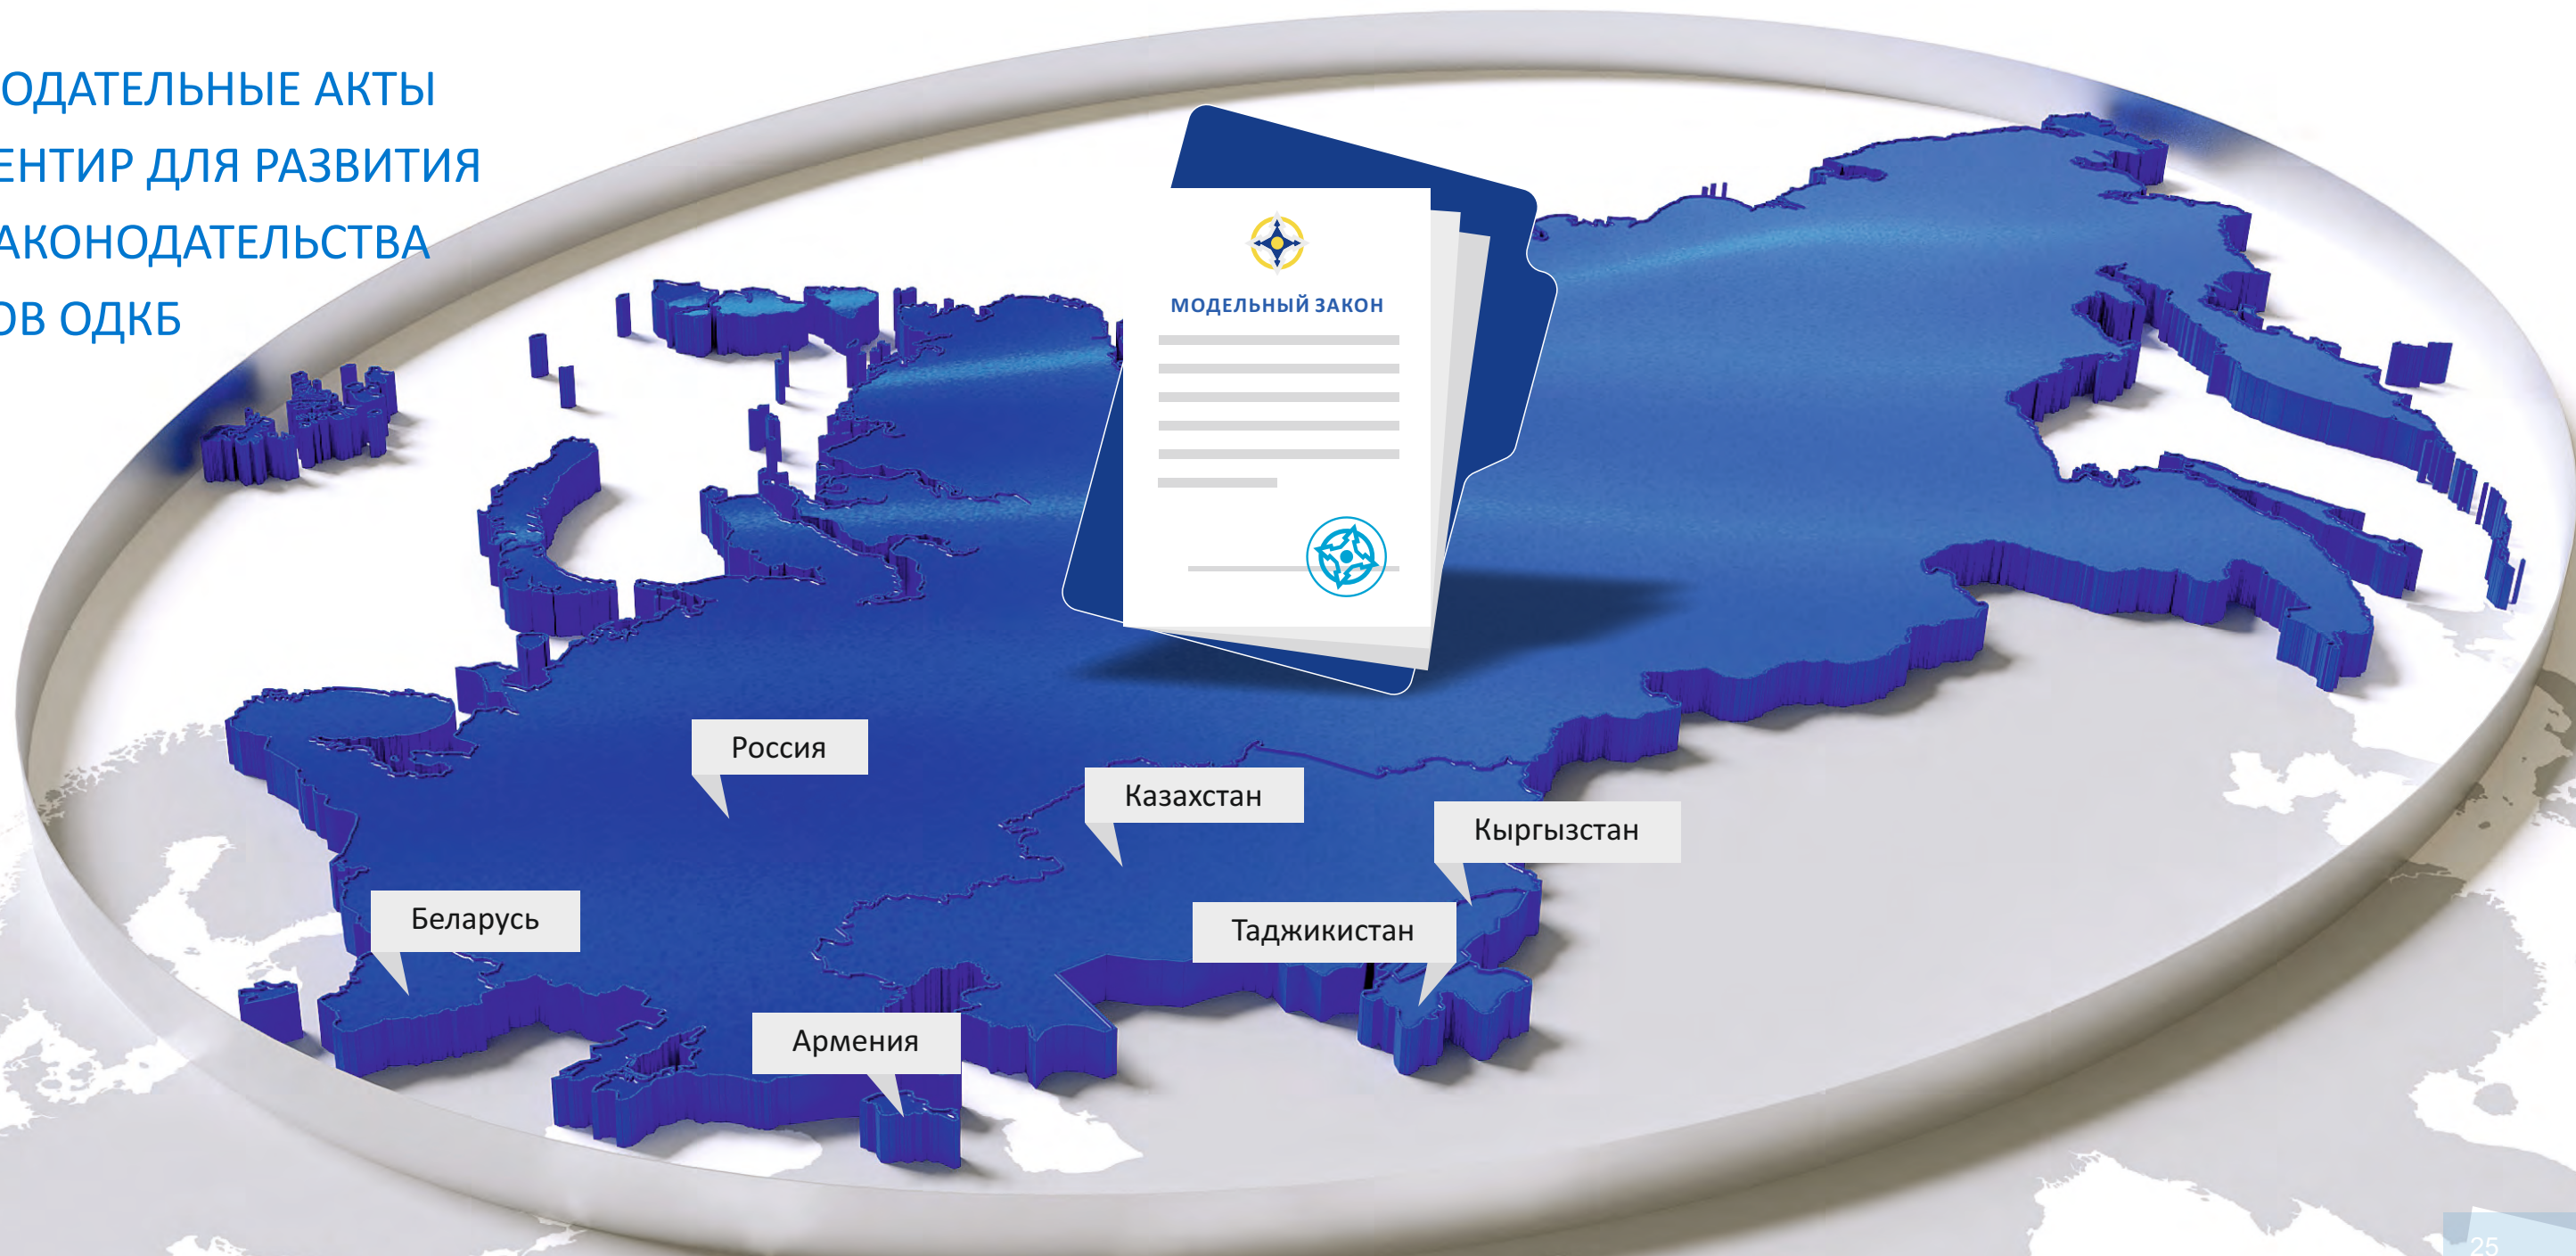 ОДАТЕЛЬНЫЕ АКТЫ
ЕНТИР ДЛЯ РАЗВИТИЯ
АКОНОДАТЕЛЬСТВА
ОВ ОДКБ
МОДЕЛЬНЫЙ ЗАКОН
Россия
Казахстан
Кыргызстан
Беларусь
Таджикистан
Армения
25